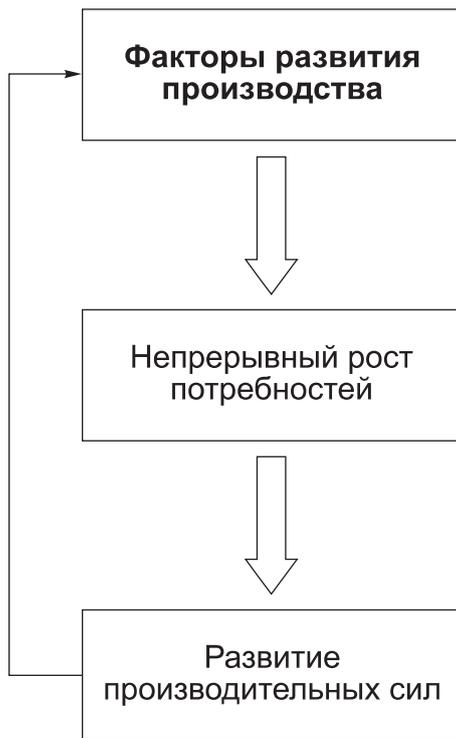 Факторы развития
производства
Непрерывный рост
потребностей
Развитие
производительных сил